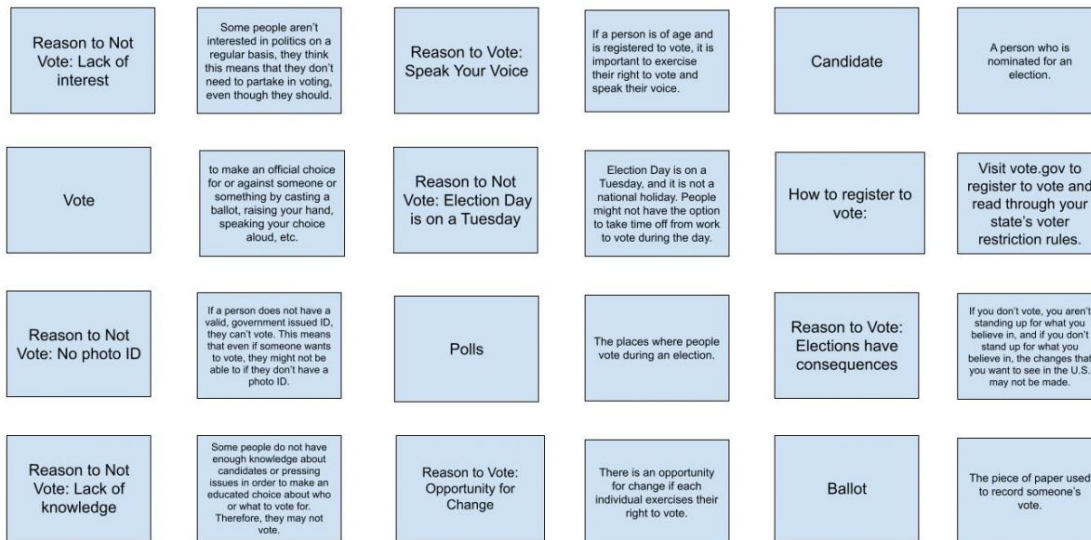 Reason to Not
Vote: Lack of
interest
Some people aren't
interested in politics on a
regular basis, they think
this means that they don't
need to partake in voting,
even though they should.
Reason to Vote:
Speak Your Voice
If a person is of age and
is registered to vote, it is
important to exercise
their right to vote and
speak their voice.
Candidate
A person who is
nominated for an
election.
Vote
to make an official choice
for or against someone or
something by casting a
ballot, raising your hand,
speaking your choice
aloud, etc.
Reason to Not
Vote: Election Day
is on a Tuesday
Election Day is on a
Tuesday, and it is not a
national holiday. People
might not have the option
to take time off from work
to vote during the day.
How to register to
vote:
Visit vote.gov to
register to vote and
read through your
state's voter
restriction rules.
Reason to Not
Vote: No photo ID
If a person does not have a
valid, government issued ID,
they can't vote. This means
that even if someone wants
to vote, they might not be
able to if they don't have a
photo ID.
Polls
The places where people
vote during an election.
Reason to Vote:
Elections have
consequences
If you don't vote, you aren't
standing up for what you
believe in, and if you don't
stand up for what you
believe in, the changes that
you want to see in the U.S.
may not be made.
Reason to Not
Vote: Lack of
knowledge
Some people do not have
enough knowledge about
candidates or pressing
issues in order to make an
educated choice about who
or what to vote for.
Therefore, they may not
vote.
Reason to Vote:
Opportunity for
Change
There is an opportunity
for change if each
individual exercises their
right to vote.
Ballot
The piece of paper used
to record someone's
vote.